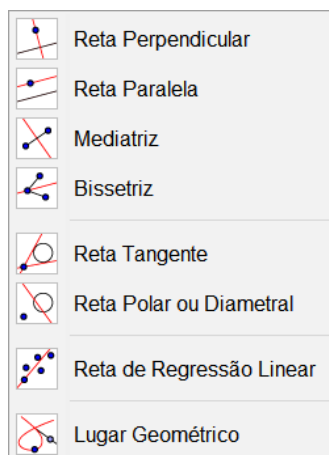 Reta Perpendicular
Reta Paralela
Mediatriz
Bissetriz
Reta Tangente
Reta Polar ou Diametral
Reta de Regressão Linear
Lugar Geométrico